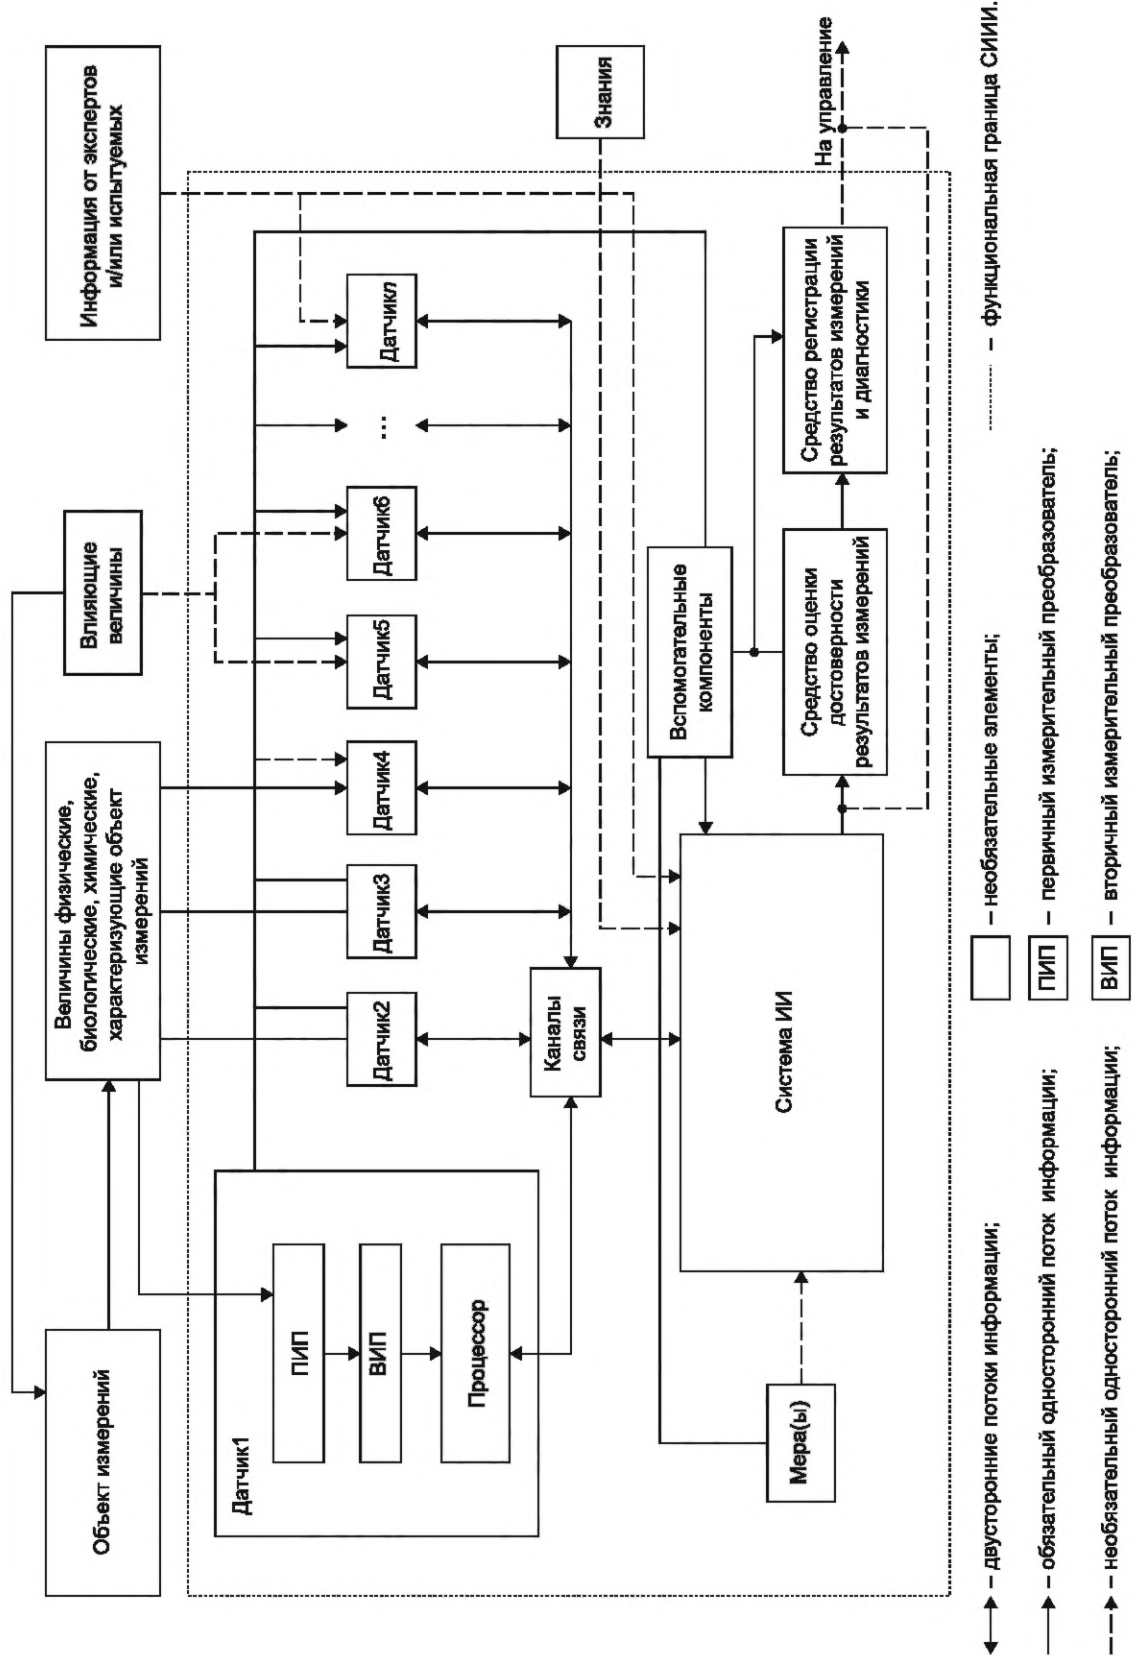 Объект измерений
Величины физические,
биологические, химические,
характеризующие объект
измерений
Влияющие
величины
Информация от экспертов
и/или испытуемых
Датчик1
ПИП
ВИП
Процессор
Датчик2
Датчик3
Датчик4
Датчик5
Датчик6
...
Датчикn
Каналы
связи
Знания
Мера(ы)
Система ИИ
Вспомогательные
компоненты
Средство оценки
достоверности
результатов измерений
Средство регистрации
результатов измерений
и диагностики
На управление
– двусторонние потоки информации;
– необязательные элементы;
– функциональная граница СИИИ.
– обязательный односторонний поток информации;
ПИП – первичный измерительный преобразователь;
– необязательный односторонний поток информации;
ВИП – вторичный измерительный преобразователь;